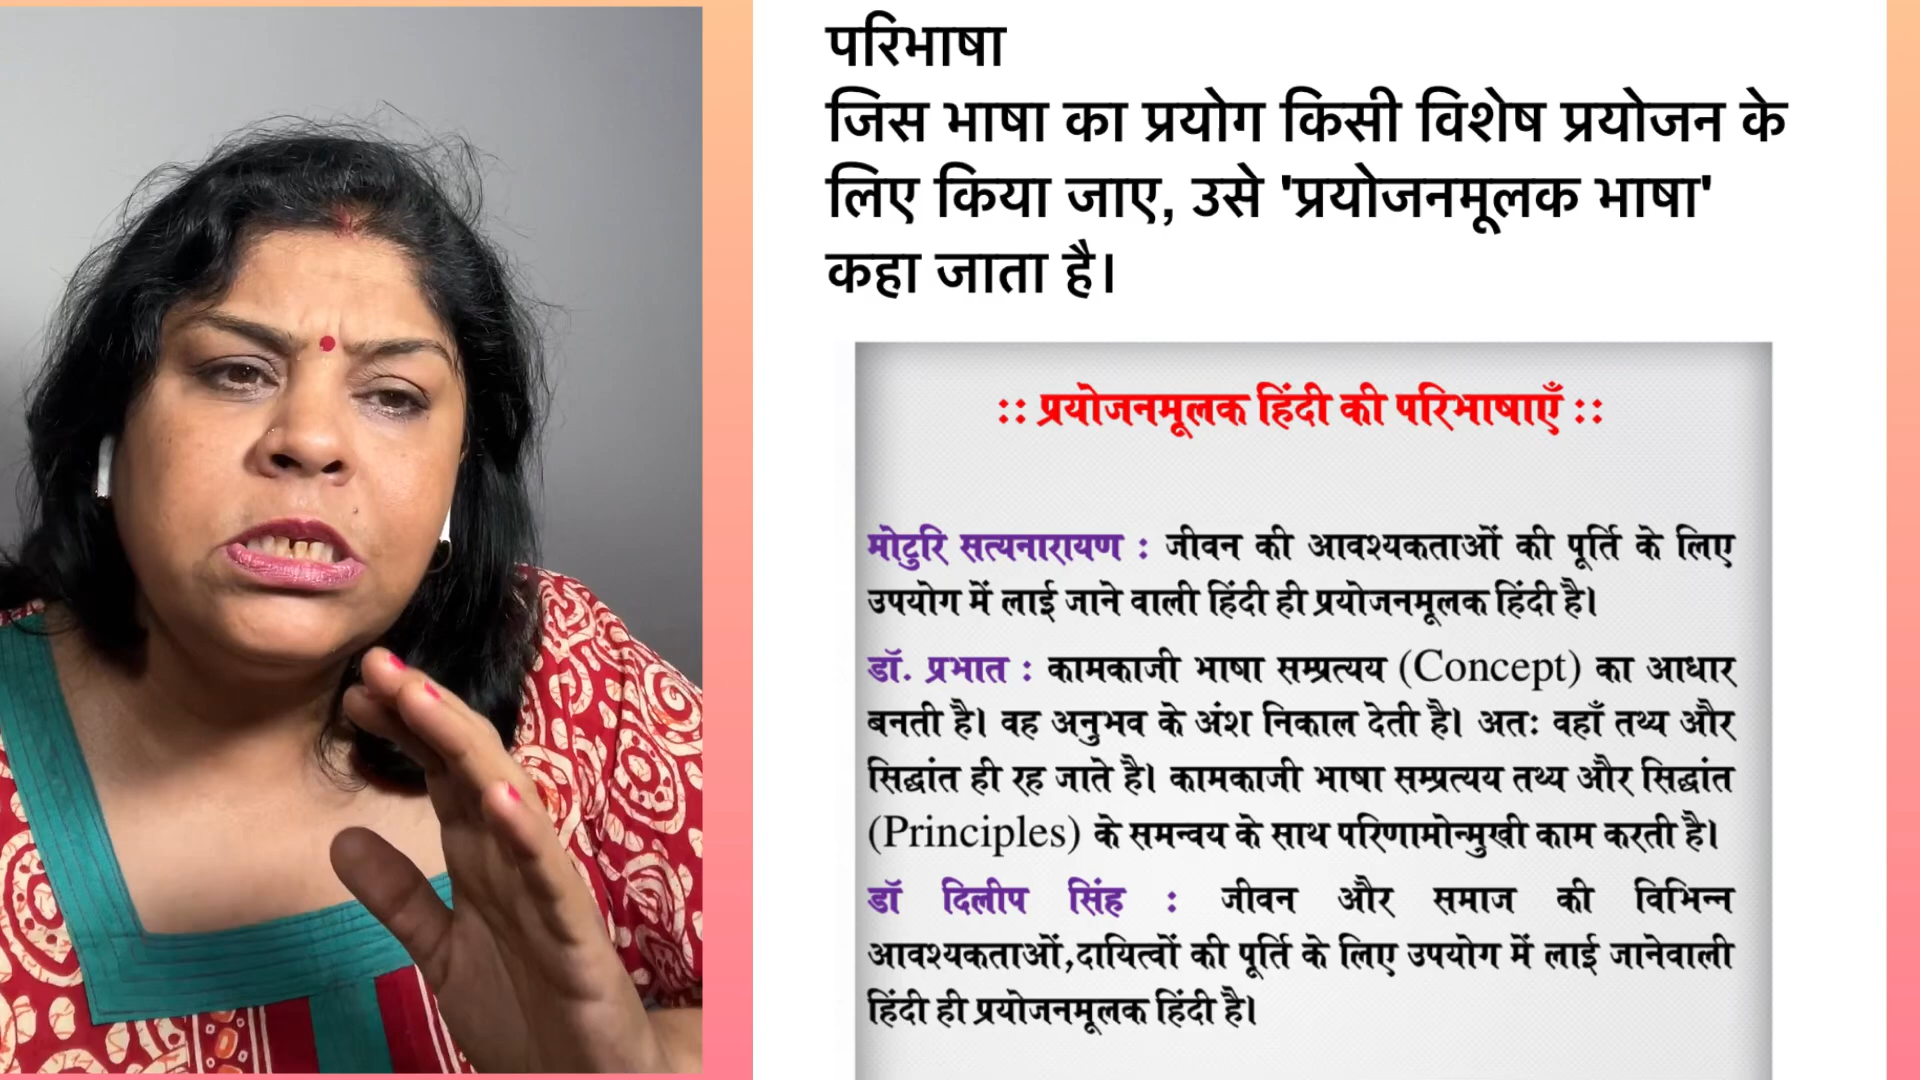 परिभाषा
जिस भाषा का प्रयोग किसी विशेष प्रयोजन के
लिए किया जाए, उसे 'प्रयोजनमूलक भाषा'
कहा जाता है।
:: प्रयोजनमूलक हिंदी की परिभाषाएँ ::
मोटुरि सत्यनारायण : जीवन की आवश्यकताओं की पूर्ति के लिए
उपयोग में लाई जाने वाली हिंदी ही प्रयोजनमूलक हिंदी है।
डॉ. प्रभात : कामकाजी भाषा सम्प्रत्यय (Concept) का आधार
बनती है। वह अनुभव के अंश निकाल देती है। अतः वहाँ तथ्य और
सिद्धांत ही रह जाते है। कामकाजी भाषा सम्प्रत्यय तथ्य और सिद्धांत
(Principles) के समन्वय के साथ परिणामोन्मुखी काम करती है।
डॉ दिलीप सिंह : जीवन और समाज की विभिन्न
आवश्यकताओं,दायित्वों की पूर्ति के लिए उपयोग में लाई जानेवाली
हिंदी ही प्रयोजनमूलक हिंदी है।